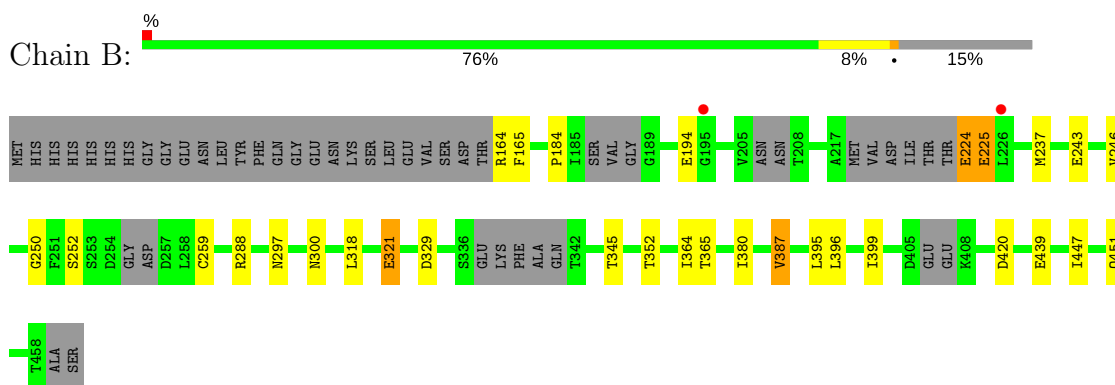 %
Chain B:
76% 8% • 15%
MET HIS HIS HIS HIS HIS HIS GLY GLY GLU ASN LEU TYR PHE GLN GLY GLU ASN LYS SER LEU GLU VAL SER ASP THR R164 F165 P184 I185 SER VAL GLY G189 E194 G195 V205 ASN ASN T208 A217 MET VAL ASP ILE THR THR E224 E225 L226 M237 E243
G250 F251 S252 S253 D254 GLY ASP D257 L258 C259 R288 N297 N300 L318 E321 D329 S336 GLU LYS PHE ALA GLN T342 T345 T352 I364 T365 I380 V387 L395 L396 I399 D405 GLU GLU K408 D420 E439 I447
T458 ALA SER